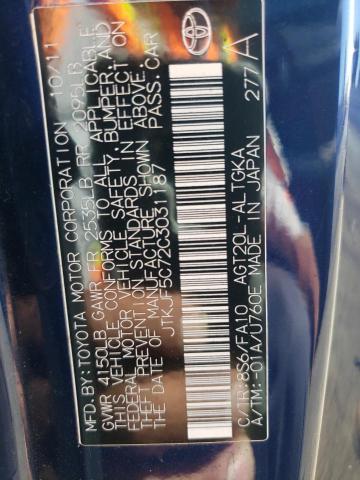 MFD. BY: TOYOTA MOTOR CORPORATION 10/11
GVWR 4150LB GAWR FR 2535LB RR 2095LB
THIS VEHICLE CONFORMS TO ALL APPLICABLE
FEDERAL MOTOR VEHICLE SAFETY, BUMPER, AND
THEFT PREVENTION STANDARDS IN EFFECT ON
THE DATE OF MANUFACTURE SHOWN ABOVE.
JTKJF5C72C3031187 PASS. CAR
C/TR: 8S6/FA10 AGT20L-ALTGKA
A/TM: -01A/U760E MADE IN JAPAN 277 A
TOYOTA